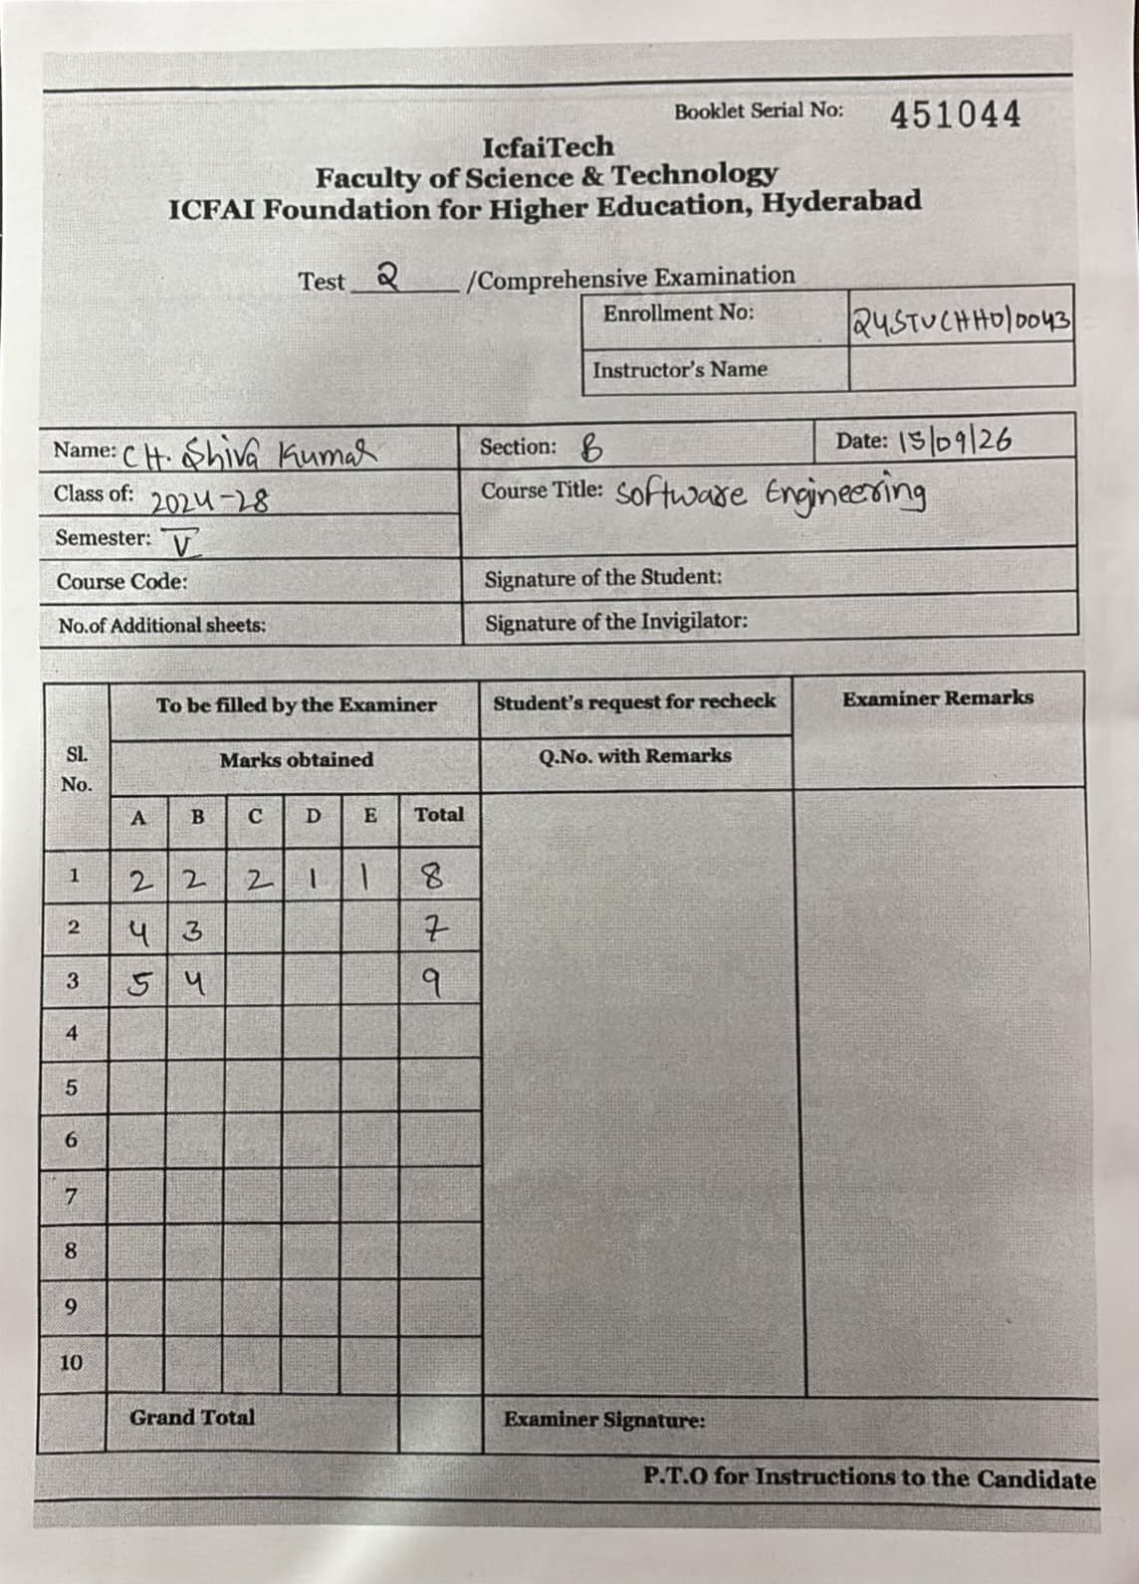 Booklet Serial No: 451044
IcfaiTech
Faculty of Science & Technology
ICFAI Foundation for Higher Education, Hyderabad
Test 2 /Comprehensive Examination
Enrollment No: 24STUCHH010043
Instructor's Name
Name: CH. Shiva Kumar Section: B Date: 15/09/26
Class of: 2024-28 Course Title: Software Engineering
Semester: V
Course Code: Signature of the Student:
No.of Additional sheets: Signature of the Invigilator:
Sl. No. To be filled by the Examiner Student's request for recheck Examiner Remarks
Marks obtained Q.No. with Remarks
A B C D E Total
1 2 2 2 1 1 8
2 4 3 7
3 5 4 9
4
5
6
7
8
9
10
Grand Total Examiner Signature:
P.T.O for Instructions to the Candidate